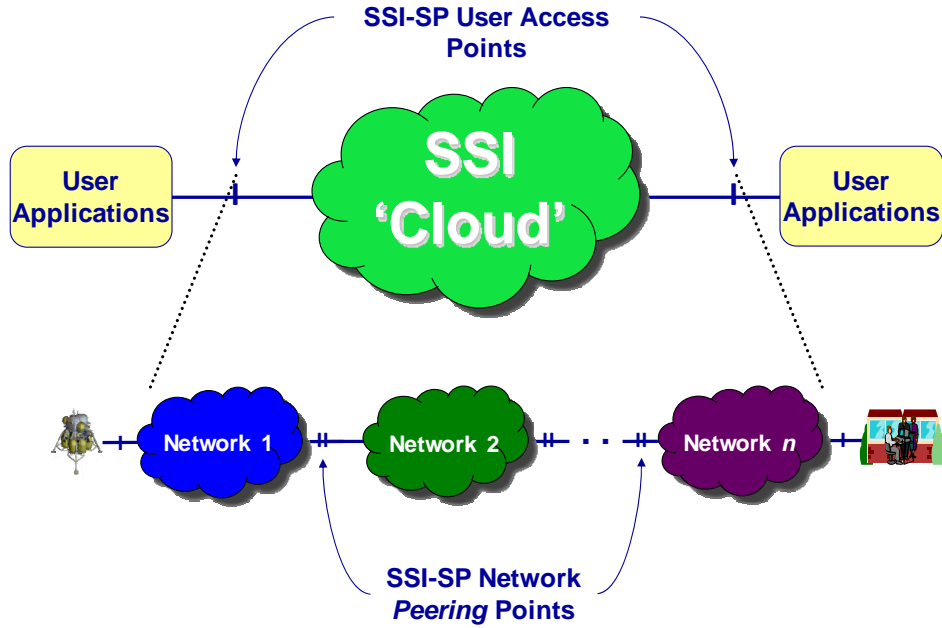 SSI-SP User Access
Points
SSI
‘Cloud’
User
Applications
User
Applications
Network 1
Network 2
Network n
SSI-SP Network
Peering Points